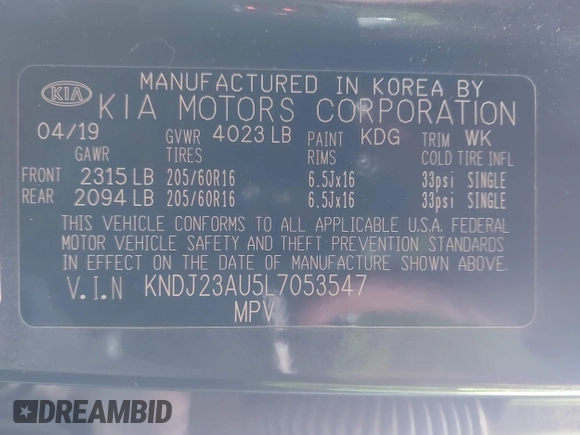 MANUFACTURED IN KOREA BY
KIA KIA MOTORS CORPORATION
04/19 GVWR 4023 LB PAINT KDG TRIM WK
GAWR TIRES RIMS COLD TIRE INFL
FRONT 2315 LB 205/60R16 6.5Jx16 33psi SINGLE
REAR 2094 LB 205/60R16 6.5Jx16 33psi SINGLE
THIS VEHICLE CONFORMS TO ALL APPLICABLE U.S.A. FEDERAL
MOTOR VEHICLE SAFETY AND THEFT PREVENTION STANDARDS
IN EFFECT ON THE DATE OF MANUFACTURE SHOWN ABOVE.
V.I.N KNDJ23AU5L7053547
MPV
DREAMBID